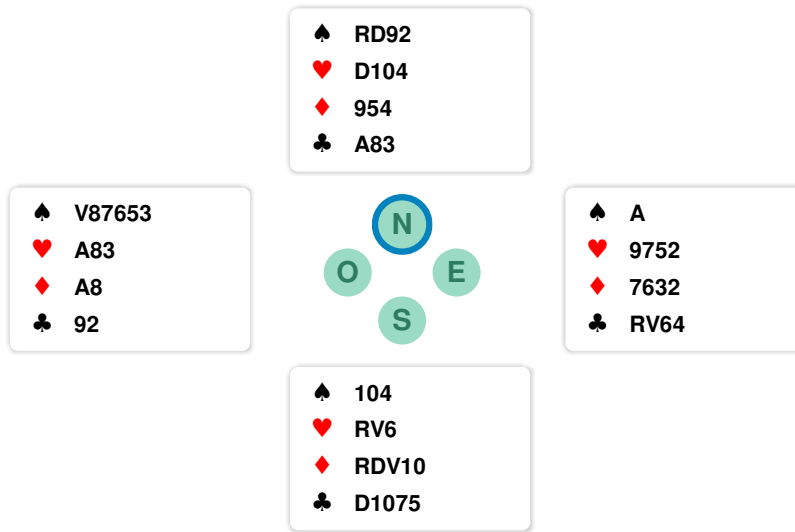 ♠ RD92
♥ D104
♦ 954
♣ A83
♠ V87653
♥ A83
♦ A8
♣ 92
N
O
E
S
♠ A
♥ 9752
♦ 7632
♣ RV64
♠ 104
♥ RV6
♦ RDV10
♣ D1075